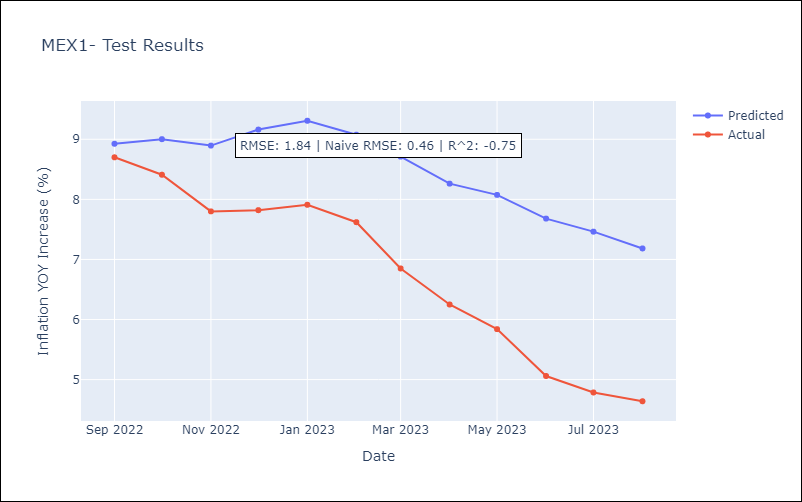 MEX1- Test Results
Predicted
Actual
RMSE: 1.84 | Naive RMSE: 0.46 | R^2: -0.75
Inflation YOY Increase (%)
9
8
7
6
5
Sep 2022 Nov 2022 Jan 2023 Mar 2023 May 2023 Jul 2023
Date